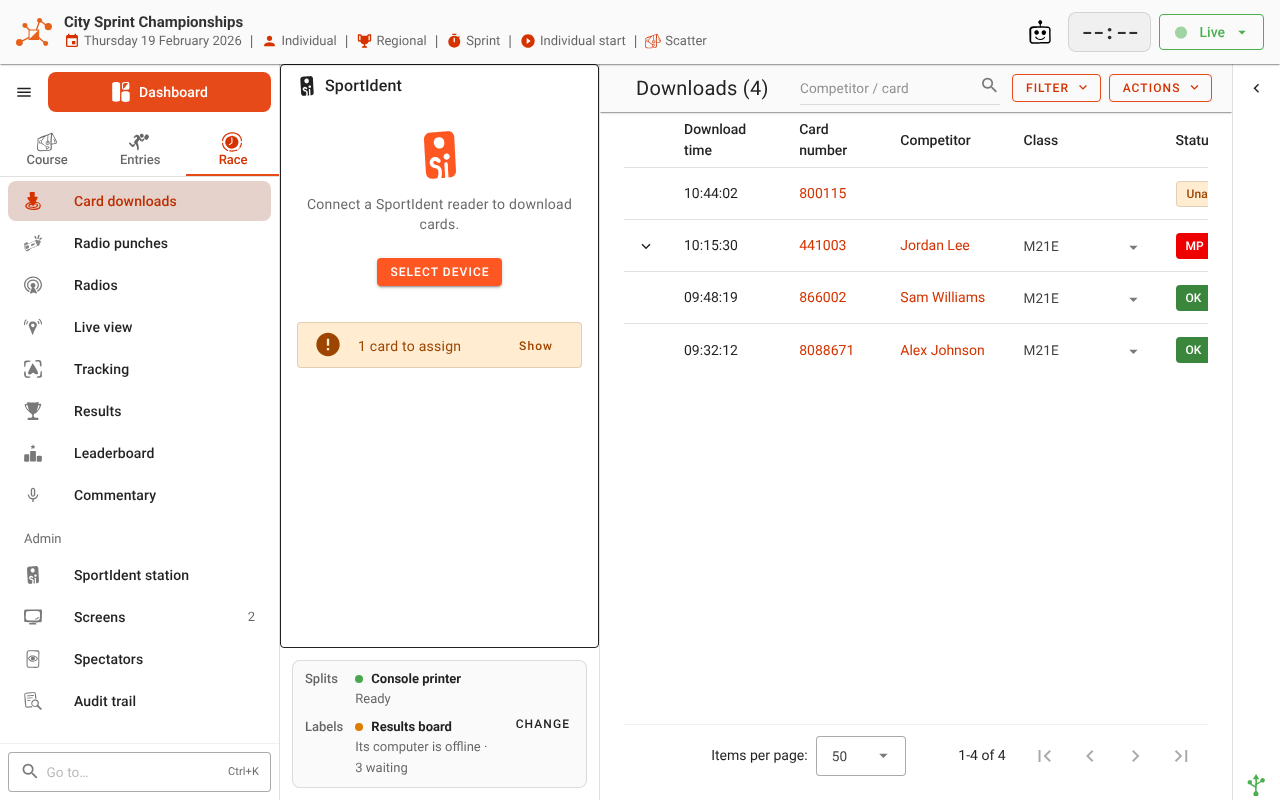 City Sprint Championships
Thursday 19 February 2026 | Individual | Regional | Sprint | Individual start | Scatter
--:--
Live
Dashboard
Course
Entries
Race
Card downloads
Radio punches
Radios
Live view
Tracking
Results
Leaderboard
Commentary
Admin
SportIdent station
Screens 2
Spectators
Audit trail
Go to… Ctrl+K
SportIdent
Si
Connect a SportIdent reader to download
cards.
SELECT DEVICE
1 card to assign Show
Splits Console printer
Ready
Labels Results board CHANGE
Its computer is offline ·
3 waiting
Downloads (4)
Competitor / card
FILTER
ACTIONS
Download time Card number Competitor Class Statu
10:44:02 800115 Una
10:15:30 441003 Jordan Lee M21E MP
09:48:19 866002 Sam Williams M21E OK
09:32:12 8088671 Alex Johnson M21E OK
Items per page: 50 1-4 of 4